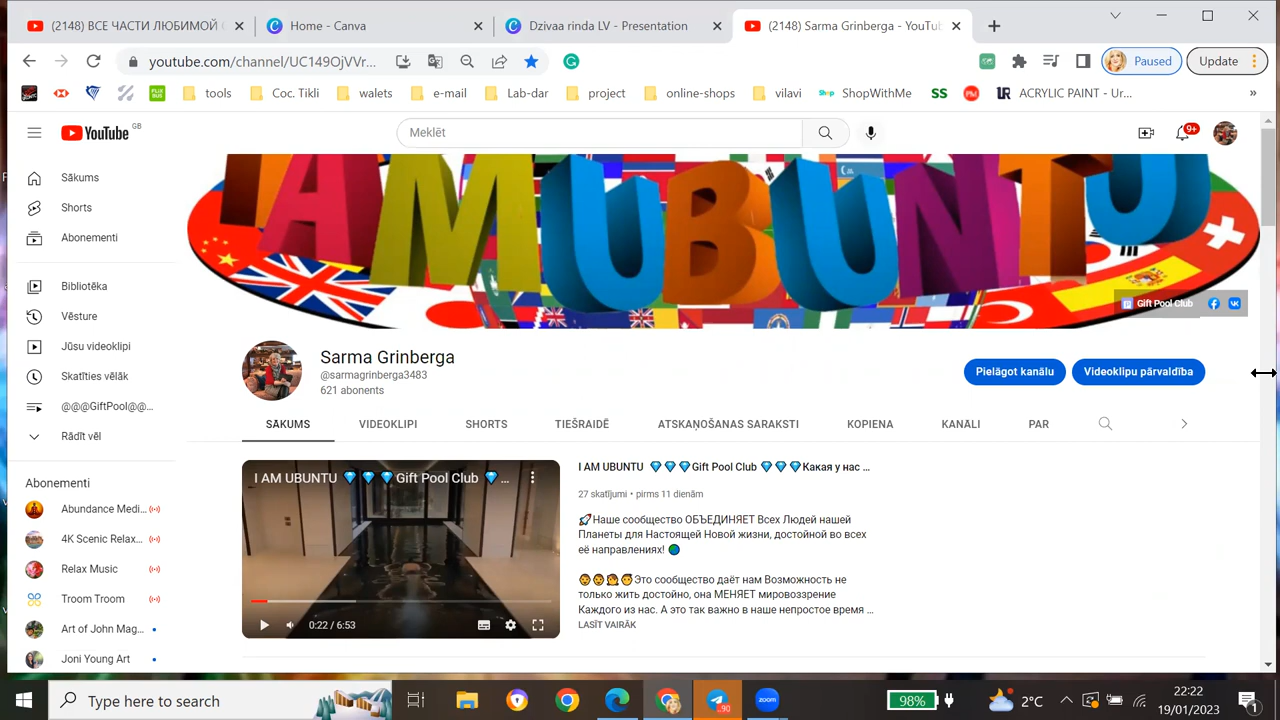 (2148) ВСЕ ЧАСТИ ЛЮБИМОЙ
Home - Canva
Dzivaa rinda LV - Presentation
(2148) Sarma Grinberga - YouTub
youtube.com/channel/UC149OjVVr...
Paused
Update
tools
Coc. Tikli
walets
e-mail
Lab-dar
project
online-shops
vilavi
Shop
ShopWithMe
SS
PM
UR
ACRYLIC PAINT - Ur...
»
YouTube GB
Meklēt
9+
I AM UBUNTU
Gift Pool Club
Sākums
Shorts
Abonementi
Bibliotēka
Vēsture
Jūsu videoklipi
Skatīties vēlāk
@@@GiftPool@@...
Rādīt vēl
Abonementi
Abundance Medi...
4K Scenic Relax...
Relax Music
Troom Troom
Art of John Mag...
Joni Young Art
Sarma Grinberga
@sarmagrinberga3483
621 abonents
Pielāgot kanālu
Videoklipu pārvaldība
SĀKUMS
VIDEOKLIPI
SHORTS
TIEŠRAIDĒ
ATSKAŅOŠANAS SARAKSTI
KOPIENA
KANĀLI
PAR
I AM UBUNTU 💎💎💎Gift Pool Club 💎...
0:22 / 6:53
I AM UBUNTU 💎💎💎Gift Pool Club 💎💎💎Какая у нас ...
27 skatījumi • pirms 11 dienām
🚀Наше сообщество ОБЪЕДИНЯЕТ Всех Людей нашей
Планеты для Настоящей Новой жизни, достойной во всех
её направлениях! 🌍
Это сообщество даёт нам Возможность не
только жить достойно, она МЕНЯЕТ мировоззрение
Каждого из нас. А это так важно в наше непростое время ...
LASĪT VAIRĀK
Type here to search
..90
zoom
98%
2°C
22:22
19/01/2023
1